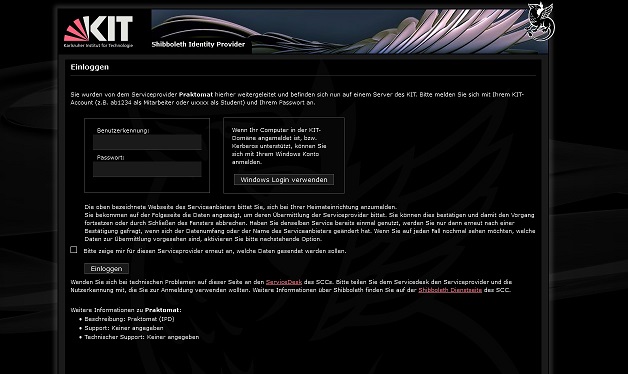 KIT
Karlsruher Institut für Technologie
Shibboleth Identity Provider
Einloggen
Sie wurden von dem Serviceprovider Praktomat hierher weitergeleitet und befinden sich nun auf einem Server des KIT. Bitte melden Sie sich mit Ihrem KIT-
Account (z.B. ab1234 als Mitarbeiter oder uxxxx als Student) und Ihrem Passwort an.
Benutzerkennung:
Passwort:
Wenn Ihr Computer in der KIT-
Domäne angemeldet ist, bzw.
Kerberos unterstützt, können Sie
sich mit Ihrem Windows Konto
anmelden.
Windows Login verwenden
Die oben bezeichnete Webseite des Serviceanbieters bittet Sie, sich bei Ihrer Heimateinrichtung anzumelden.
Sie bekommen auf der Folgeseite die Daten angezeigt, um deren Übermittlung der Serviceprovider bittet. Sie können dies bestätigen und damit den Vorgang
fortsetzen oder durch Schließen des Fensters abbrechen. Haben Sie denselben Service bereits einmal genutzt, werden Sie nur dann erneut nach einer
Bestätigung gefragt, wenn sich der Datenumfang oder der Name des Serviceanbieters geändert hat. Wenn Sie auf jeden Fall nochmal sehen möchten, welche
Daten zur Übermittlung vorgesehen sind, aktivieren Sie bitte nachstehende Option.
Bitte zeige mir für diesen Serviceprovider erneut an, welche Daten gesendet werden sollen.
Einloggen
Wenden Sie sich bei technischen Problemen auf dieser Seite an den ServiceDesk des SCCs. Bitte teilen Sie dem Servicedesk den Serviceprovider und die
Nutzerkennung mit, die Sie zur Anmeldung verwenden wollten. Weitere Informationen über Shibboleth finden Sie auf der Shibboleth Dienstseite des SCC.
Weitere Informationen zu Praktomat:
• Beschreibung: Praktomat (IPD)
• Support: Keiner angegeben
• Technischer Support: Keiner angegeben